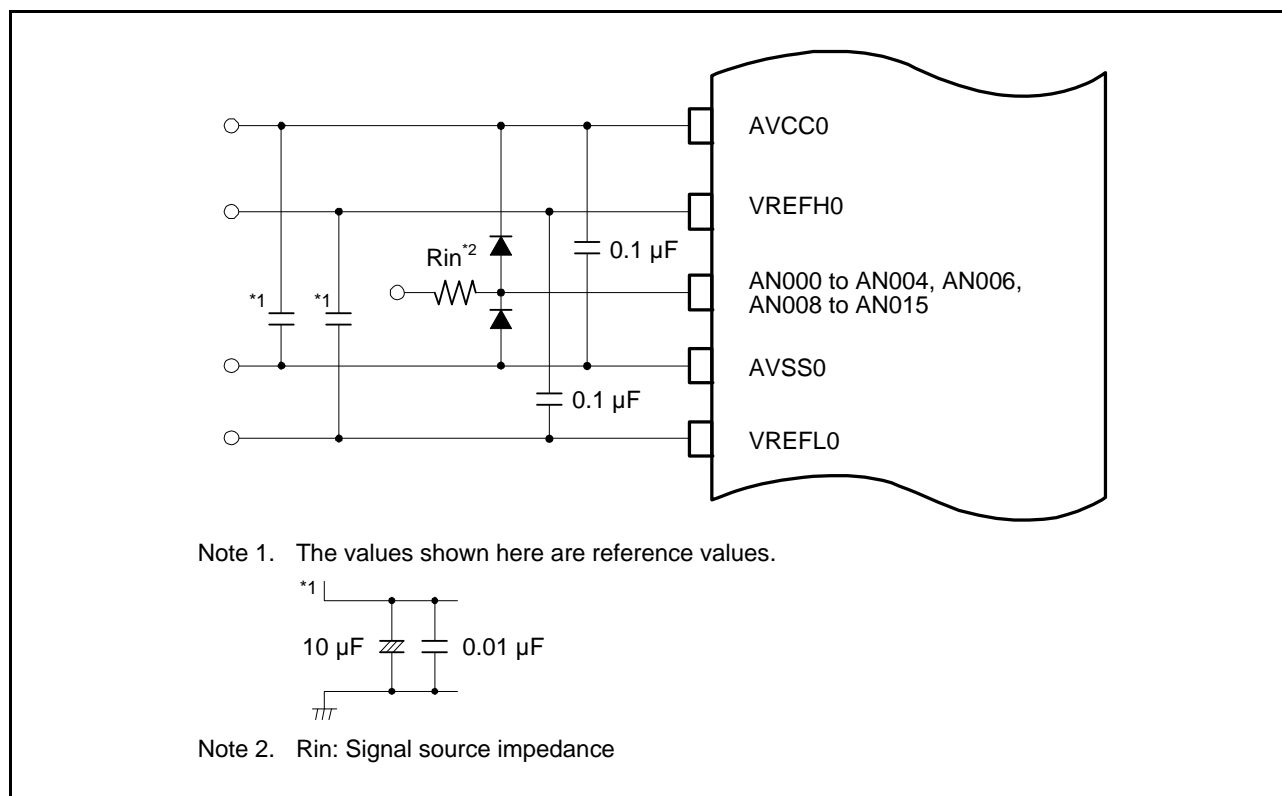 AVCC0
VREFH0
Rin*2
0.1 µF
AN000 to AN004, AN006,
AN008 to AN015
*1
*1
AVSS0
0.1 µF
VREFL0
Note 1. The values shown here are reference values.
*1
10 µF
0.01 µF
Note 2. Rin: Signal source impedance